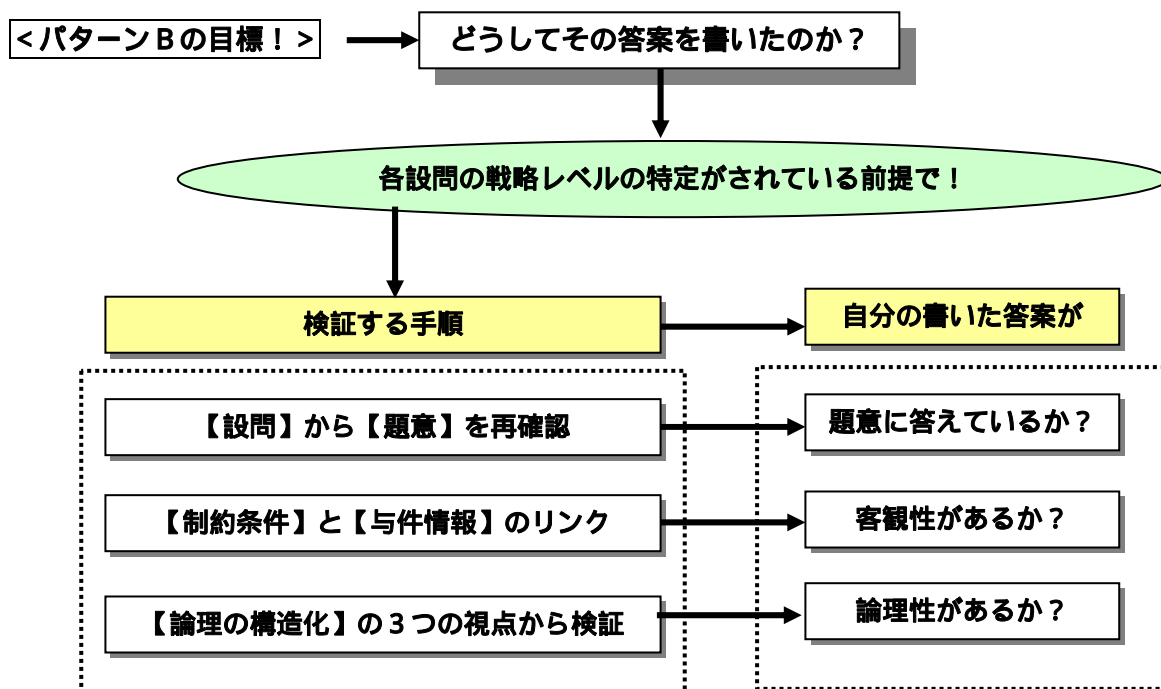 <パターンBの目標!>
どうしてその答案を書いたのか?
各設問の戦略レベルの特定がされている前提で!
検証する手順
自分の書いた答案が
【設問】から【題意】を再確認
題意に答えているか?
【制約条件】と【与件情報】のリンク
客観性があるか?
【論理の構造化】の3つの視点から検証
論理性があるか?